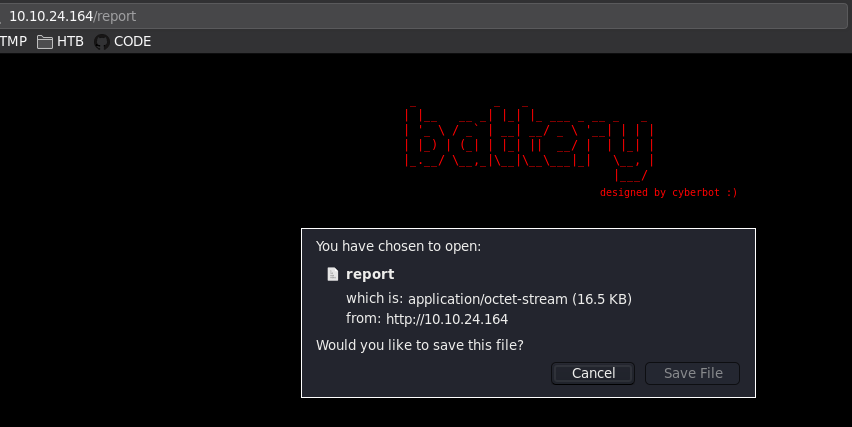 10.10.24.164/report
TMP HTB CODE
battery
designed by cyberbot :)
You have chosen to open:
report
which is: application/octet-stream (16.5 KB)
from: http://10.10.24.164
Would you like to save this file?
Cancel Save File